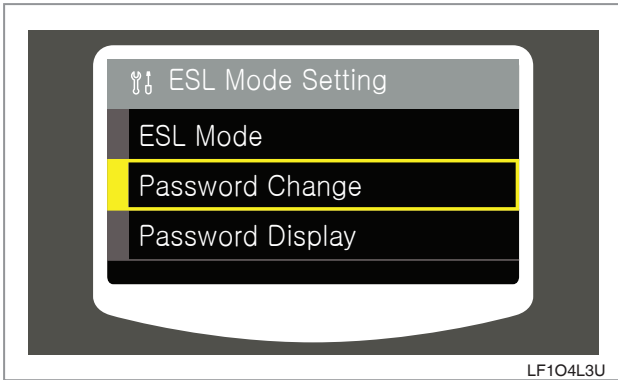 ESL Mode Setting
ESL Mode
Password Change
Password Display
LF1O4L3U